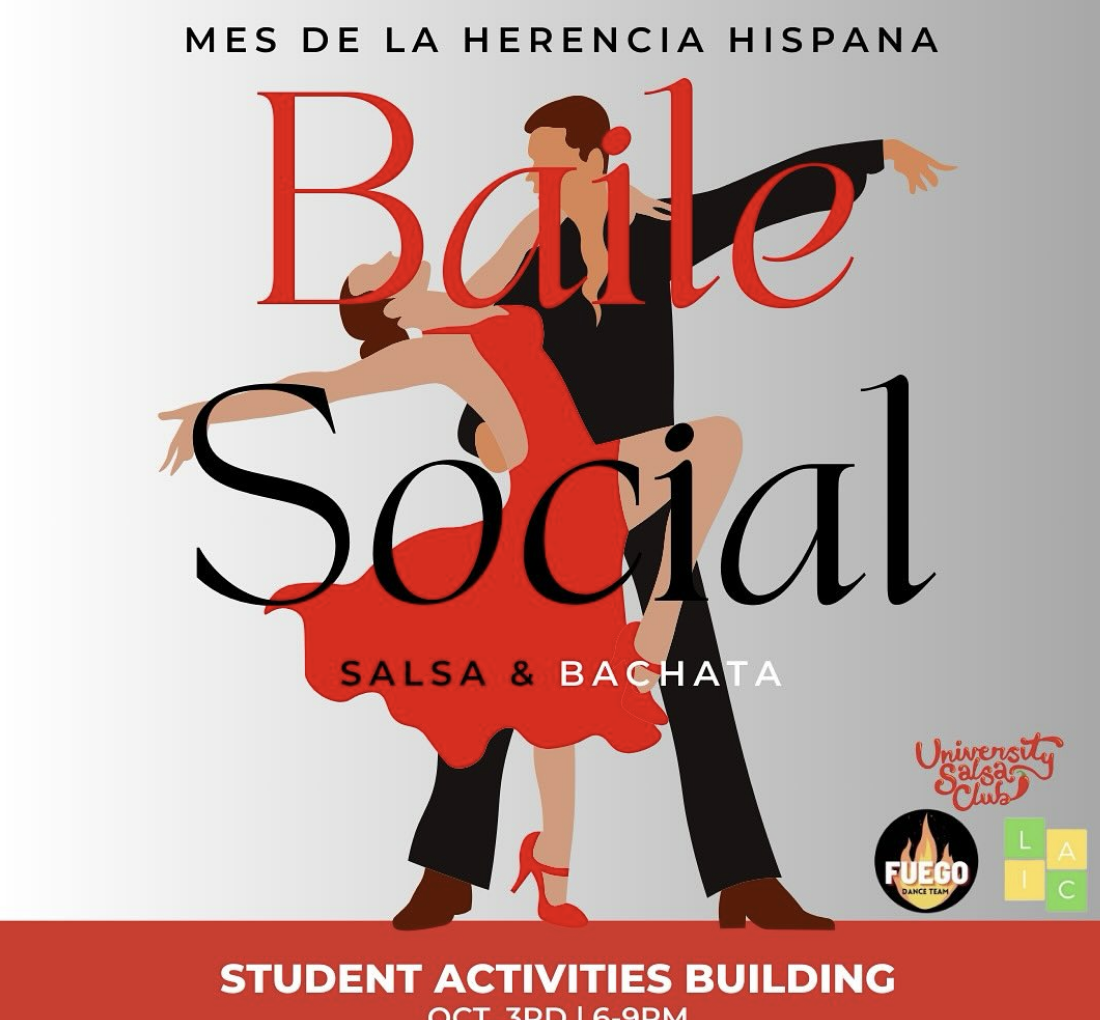 MES DE LA HERENCIA HISPANA
Baile
Social
SALSA & BACHATA
University
Salsa
Club
FUEGO
DANCE TEAM
L A
I C
STUDENT ACTIVITIES BUILDING
OCT. 3RD | 6-9PM